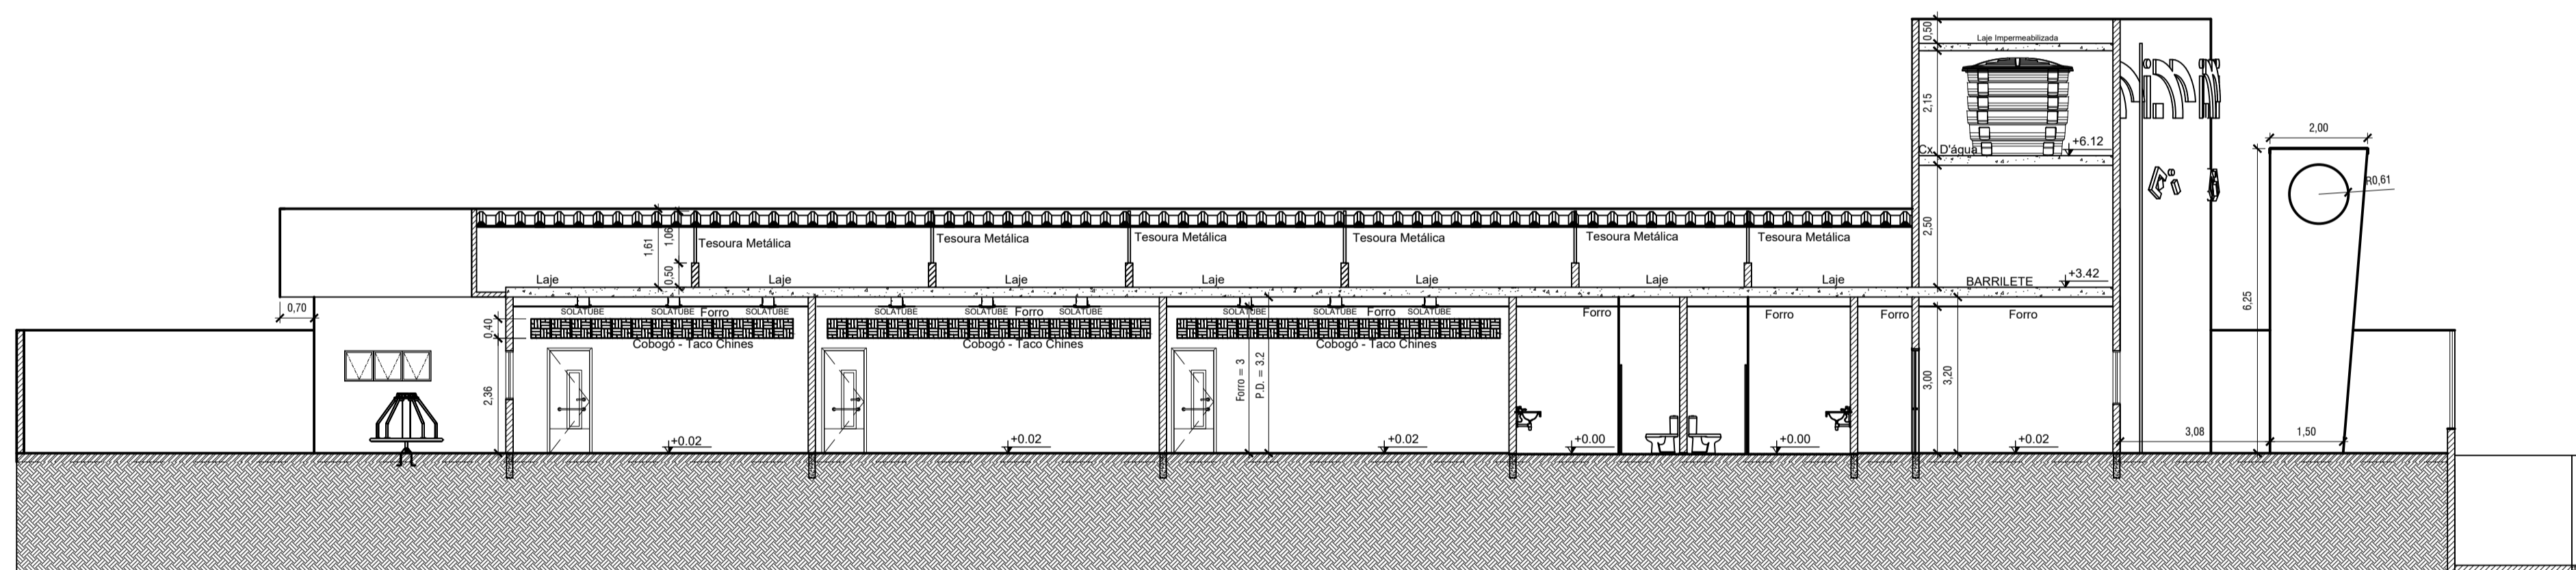 0,50
Laje Impermeabilizada
2,15
Cx. D'água
+6.12
2,00
R0,61
1,61
1,06
0,50
Tesoura Metálica
Tesoura Metálica
Tesoura Metálica
Tesoura Metálica
Tesoura Metálica
Tesoura Metálica
2,50
Laje
Laje
Laje
Laje
Laje
Laje
Laje
BARRILETE
+3.42
6,25
0,70
0,40
SOLATUBE
SOLATUBE
Forro
SOLATUBE
SOLATUBE
SOLATUBE
Forro
SOLATUBE
SOLATUBE
SOLATUBE
Forro
SOLATUBE
Forro
Forro
Forro
Forro
Cobogó - Taco Chines
Cobogó - Taco Chines
Cobogó - Taco Chines
2,36
Forro = 3
P.D. = 3.2
3,00
3,20
+0.02
+0.02
+0.02
+0.00
+0.00
+0.02
3,08
1,50